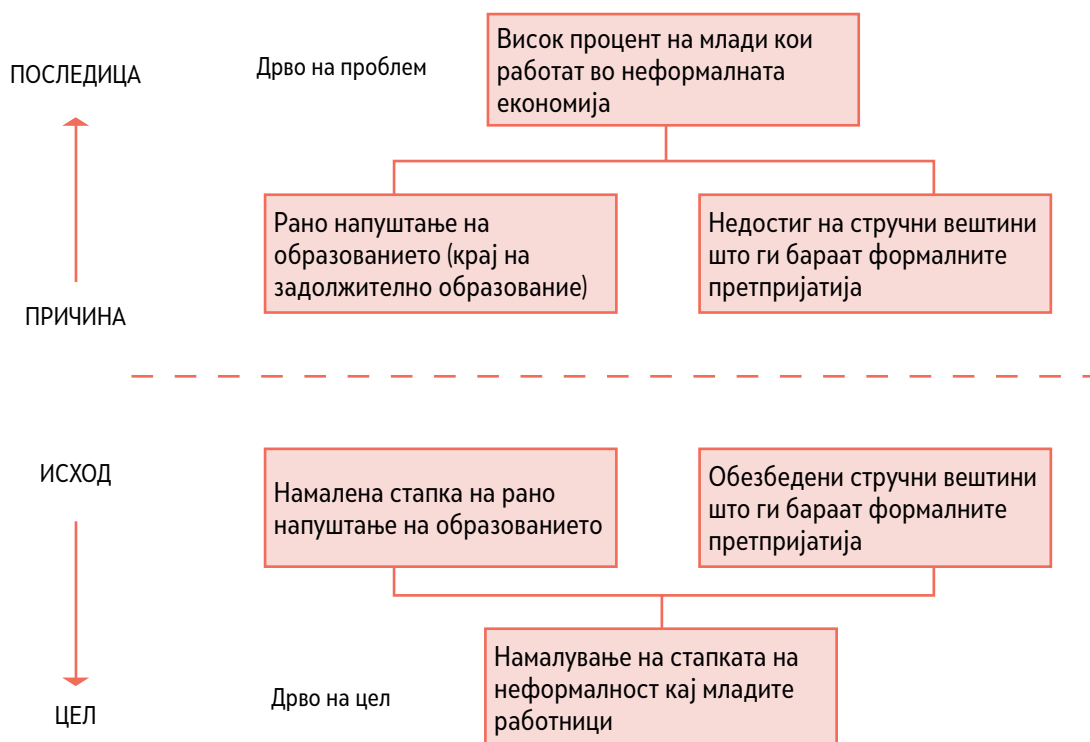 ПОСЛЕДИЦА
Дрво на проблем
Висок процент на млади кои
работат во неформалната
економија
Рано напуштање на
образованието (крај на
задолжително образование)
Недостиг на стручни вештини
што ги бараат формалните
претпријатија
ПРИЧИНА
ИСХОД
Намалена стапка на рано
напуштање на образованието
Обезбедени стручни вештини
што ги бараат формалните
претпријатија
Намалување на стапката на
неформалност кај младите
работници
Дрво на цел
ЦЕЛ